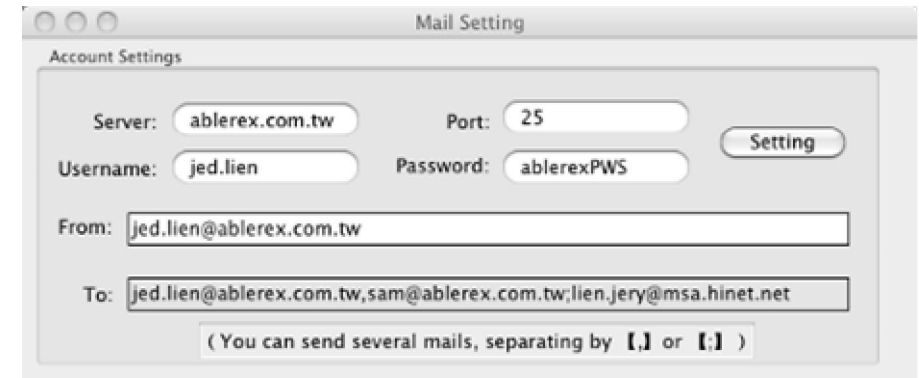 Mail Setting
Account Settings
Server: ablerex.com.tw Port: 25
Setting
Username: jed.lien Password: ablerexPWS
From: jed.lien@ablerex.com.tw
To: jed.lien@ablerex.com.tw,sam@ablerex.com.tw;lien.jery@msa.hinet.net
( You can send several mails, separating by 【,】 or 【;】 )